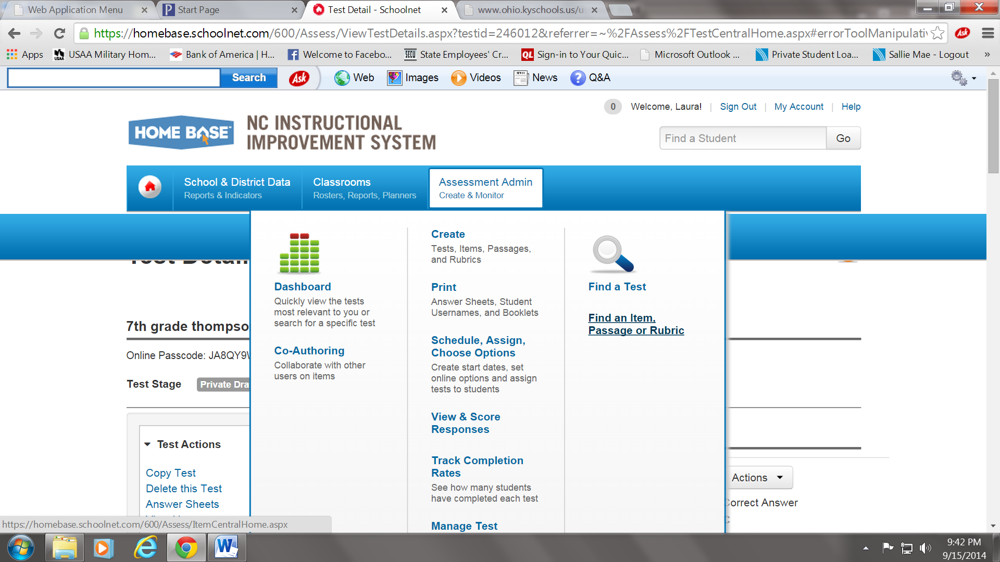 Web Application Menu
Start Page
Test Detail - Schoolnet
www.ohio.kyschools.us/u
https://homebase.schoolnet.com/600/Assess/ViewTestDetails.aspx?testid=246012&referrer=~%2FAssess%2FTestCentralHome.aspx#errorToolManipulativ
Ask
Apps
USAA Military Hom...
Bank of America | H...
Welcome to Facebo...
State Employees' Cr...
Sign-in to Your Quic...
Microsoft Outlook ...
Private Student Loa...
Sallie Mae - Logout
»
Search
Ask
Web
Images
Videos
News
Q&A
0
Welcome, Laura!
Sign Out
My Account
Help
HOME BASE
NC INSTRUCTIONAL
IMPROVEMENT SYSTEM
Find a Student
Go
School & District Data
Reports & Indicators
Classrooms
Rosters, Reports, Planners
Assessment Admin
Create & Monitor
Test Detail
7th grade thompso
Online Passcode: JA8QY9
Test Stage
Private Dra
Test Actions
Copy Test
Delete this Test
Answer Sheets
Dashboard
Quickly view the tests
most relevant to you or
search for a specific test
Co-Authoring
Collaborate with other
users on items
Create
Tests, Items, Passages,
and Rubrics
Print
Answer Sheets, Student
Usernames, and Booklets
Schedule, Assign,
Choose Options
Create start dates, set
online options and assign
tests to students
View & Score
Responses
Track Completion
Rates
See how many students
have completed each test
Manage Test
Find a Test
Find an Item,
Passage or Rubric
Actions
Correct Answer
C
https://homebase.schoolnet.com/600/Assess/ItemCentralHome.aspx
9:42 PM
9/15/2014